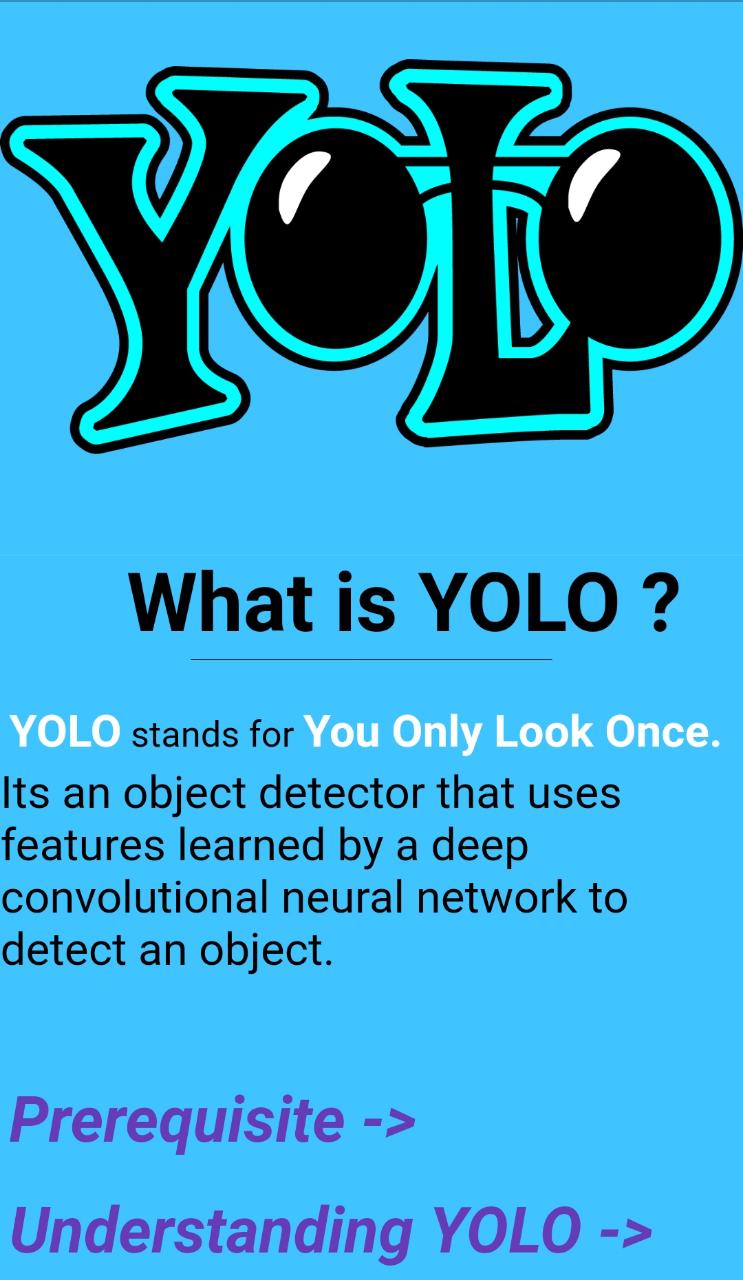 YOLO
What is YOLO ?
YOLO stands for You Only Look Once.
Its an object detector that uses
features learned by a deep
convolutional neural network to
detect an object.
Prerequisite ->
Understanding YOLO ->